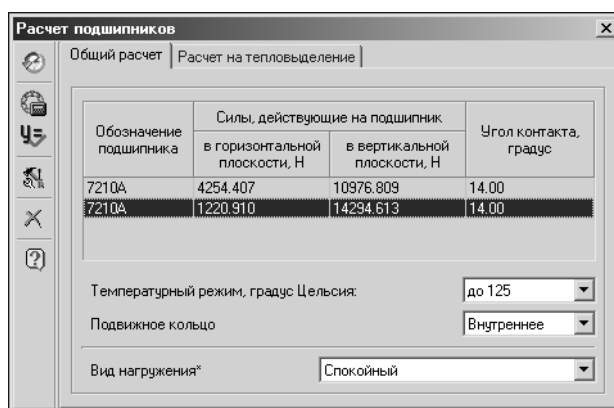 Расчет подшипников
Общий расчет Расчет на тепловыделение
Обозначение подшипника
Силы, действующие на подшипник
в горизонтальной плоскости, Н
в вертикальной плоскости, Н
Угол контакта, градус
7210А 4254.407 10976.809 14.00
7210А 1220.910 14294.613 14.00
Температурный режим, градус Цельсия: до 125
Подвижное кольцо Внутреннее
Вид нагружения* Спокойный